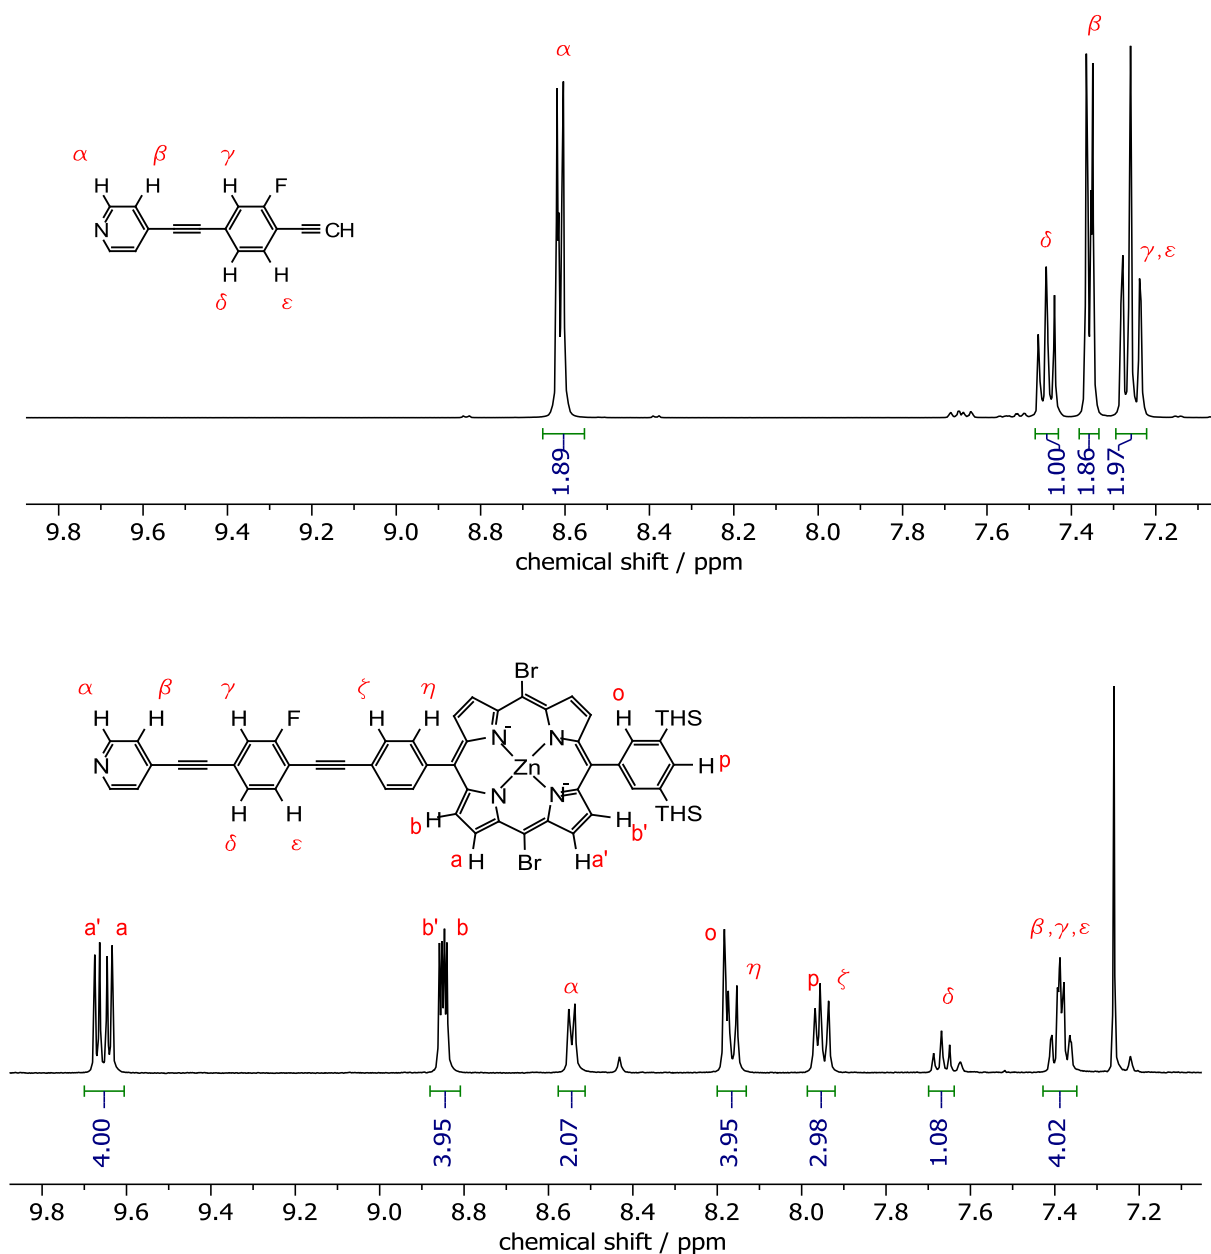 α
β
α β γ
H H H F
N CH
H H
δ ε
δ
γ,ε
1.89 1.00 1.86 1.97
9.8 9.6 9.4 9.2 9.0 8.8 8.6 8.4 8.2 8.0 7.8 7.6 7.4 7.2
chemical shift / ppm
Br
α β γ ζ η o
H H H F H H H THS
N N⁻ N H p
Zn
N N⁻ THS
H H b H H b'
δ ε a H Br H a'
a' a b' b α o η p ζ δ β,γ,ε
4.00 3.95 2.07 3.95 2.98 1.08 4.02
9.8 9.6 9.4 9.2 9.0 8.8 8.6 8.4 8.2 8.0 7.8 7.6 7.4 7.2
chemical shift / ppm